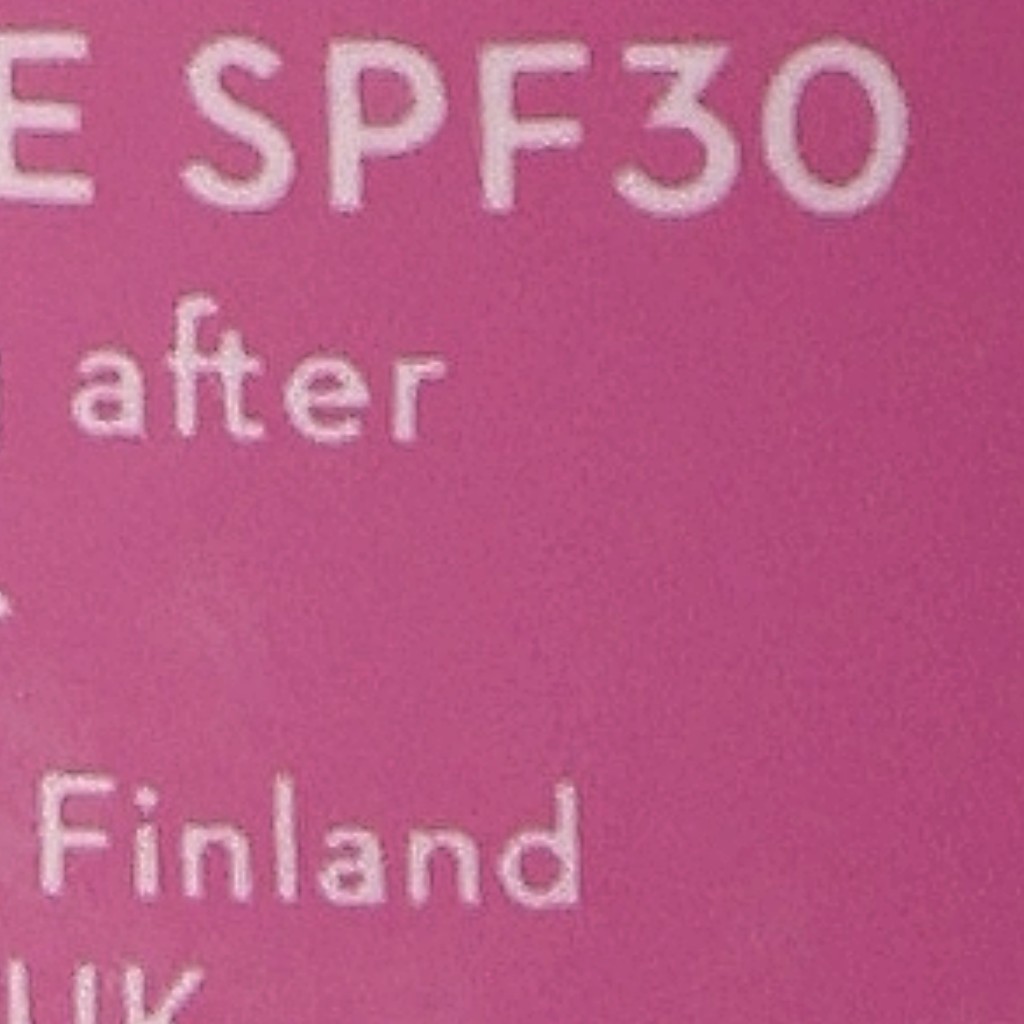 E SPF30
after
Finland
UK